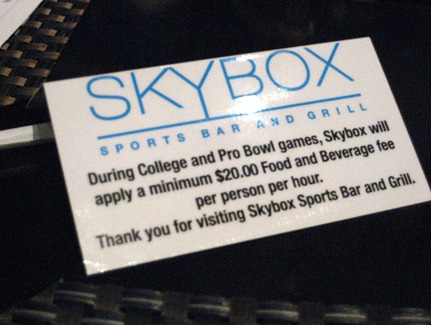 SKYBOX
SPORTS BAR AND GRILL
During College and Pro Bowl games, Skybox will
apply a minimum $20.00 Food and Beverage fee
per person per hour.
Thank you for visiting Skybox Sports Bar and Grill.